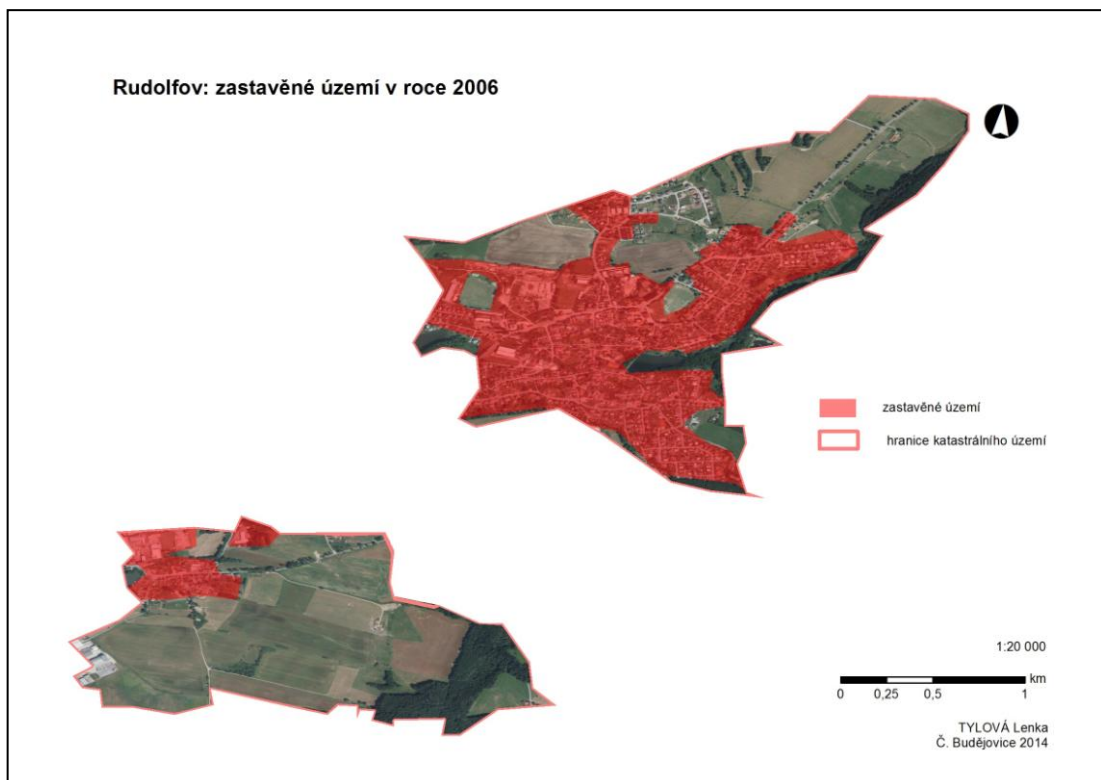 Rudolfov: zastavěné území v roce 2006
zastavěné území
hranice katastrálního území
1:20 000
km
0 0,25 0,5 1
TYLOVÁ Lenka
Č. Budějovice 2014